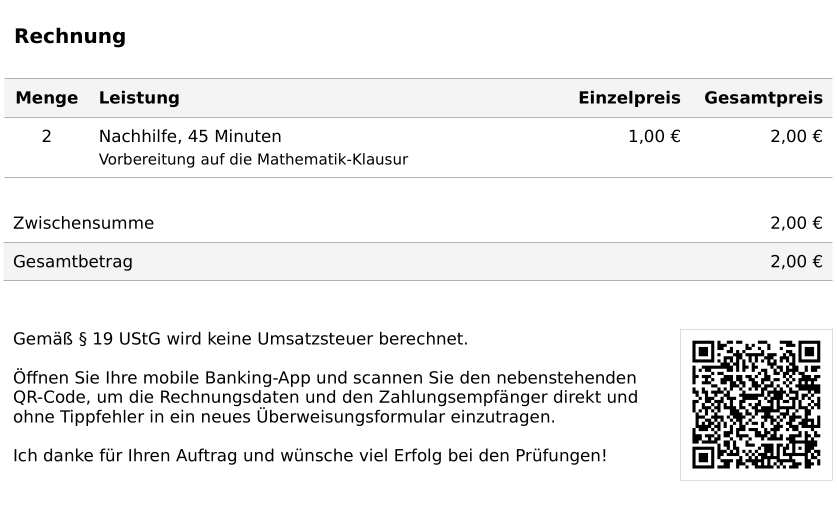 Rechnung
Menge Leistung Einzelpreis Gesamtpreis
2 Nachhilfe, 45 Minuten 1,00 € 2,00 €
Vorbereitung auf die Mathematik-Klausur
Zwischensumme 2,00 €
Gesamtbetrag 2,00 €
Gemäß § 19 UStG wird keine Umsatzsteuer berechnet.
Öffnen Sie Ihre mobile Banking-App und scannen Sie den nebenstehenden
QR-Code, um die Rechnungsdaten und den Zahlungsempfänger direkt und
ohne Tippfehler in ein neues Überweisungsformular einzutragen.
Ich danke für Ihren Auftrag und wünsche viel Erfolg bei den Prüfungen!